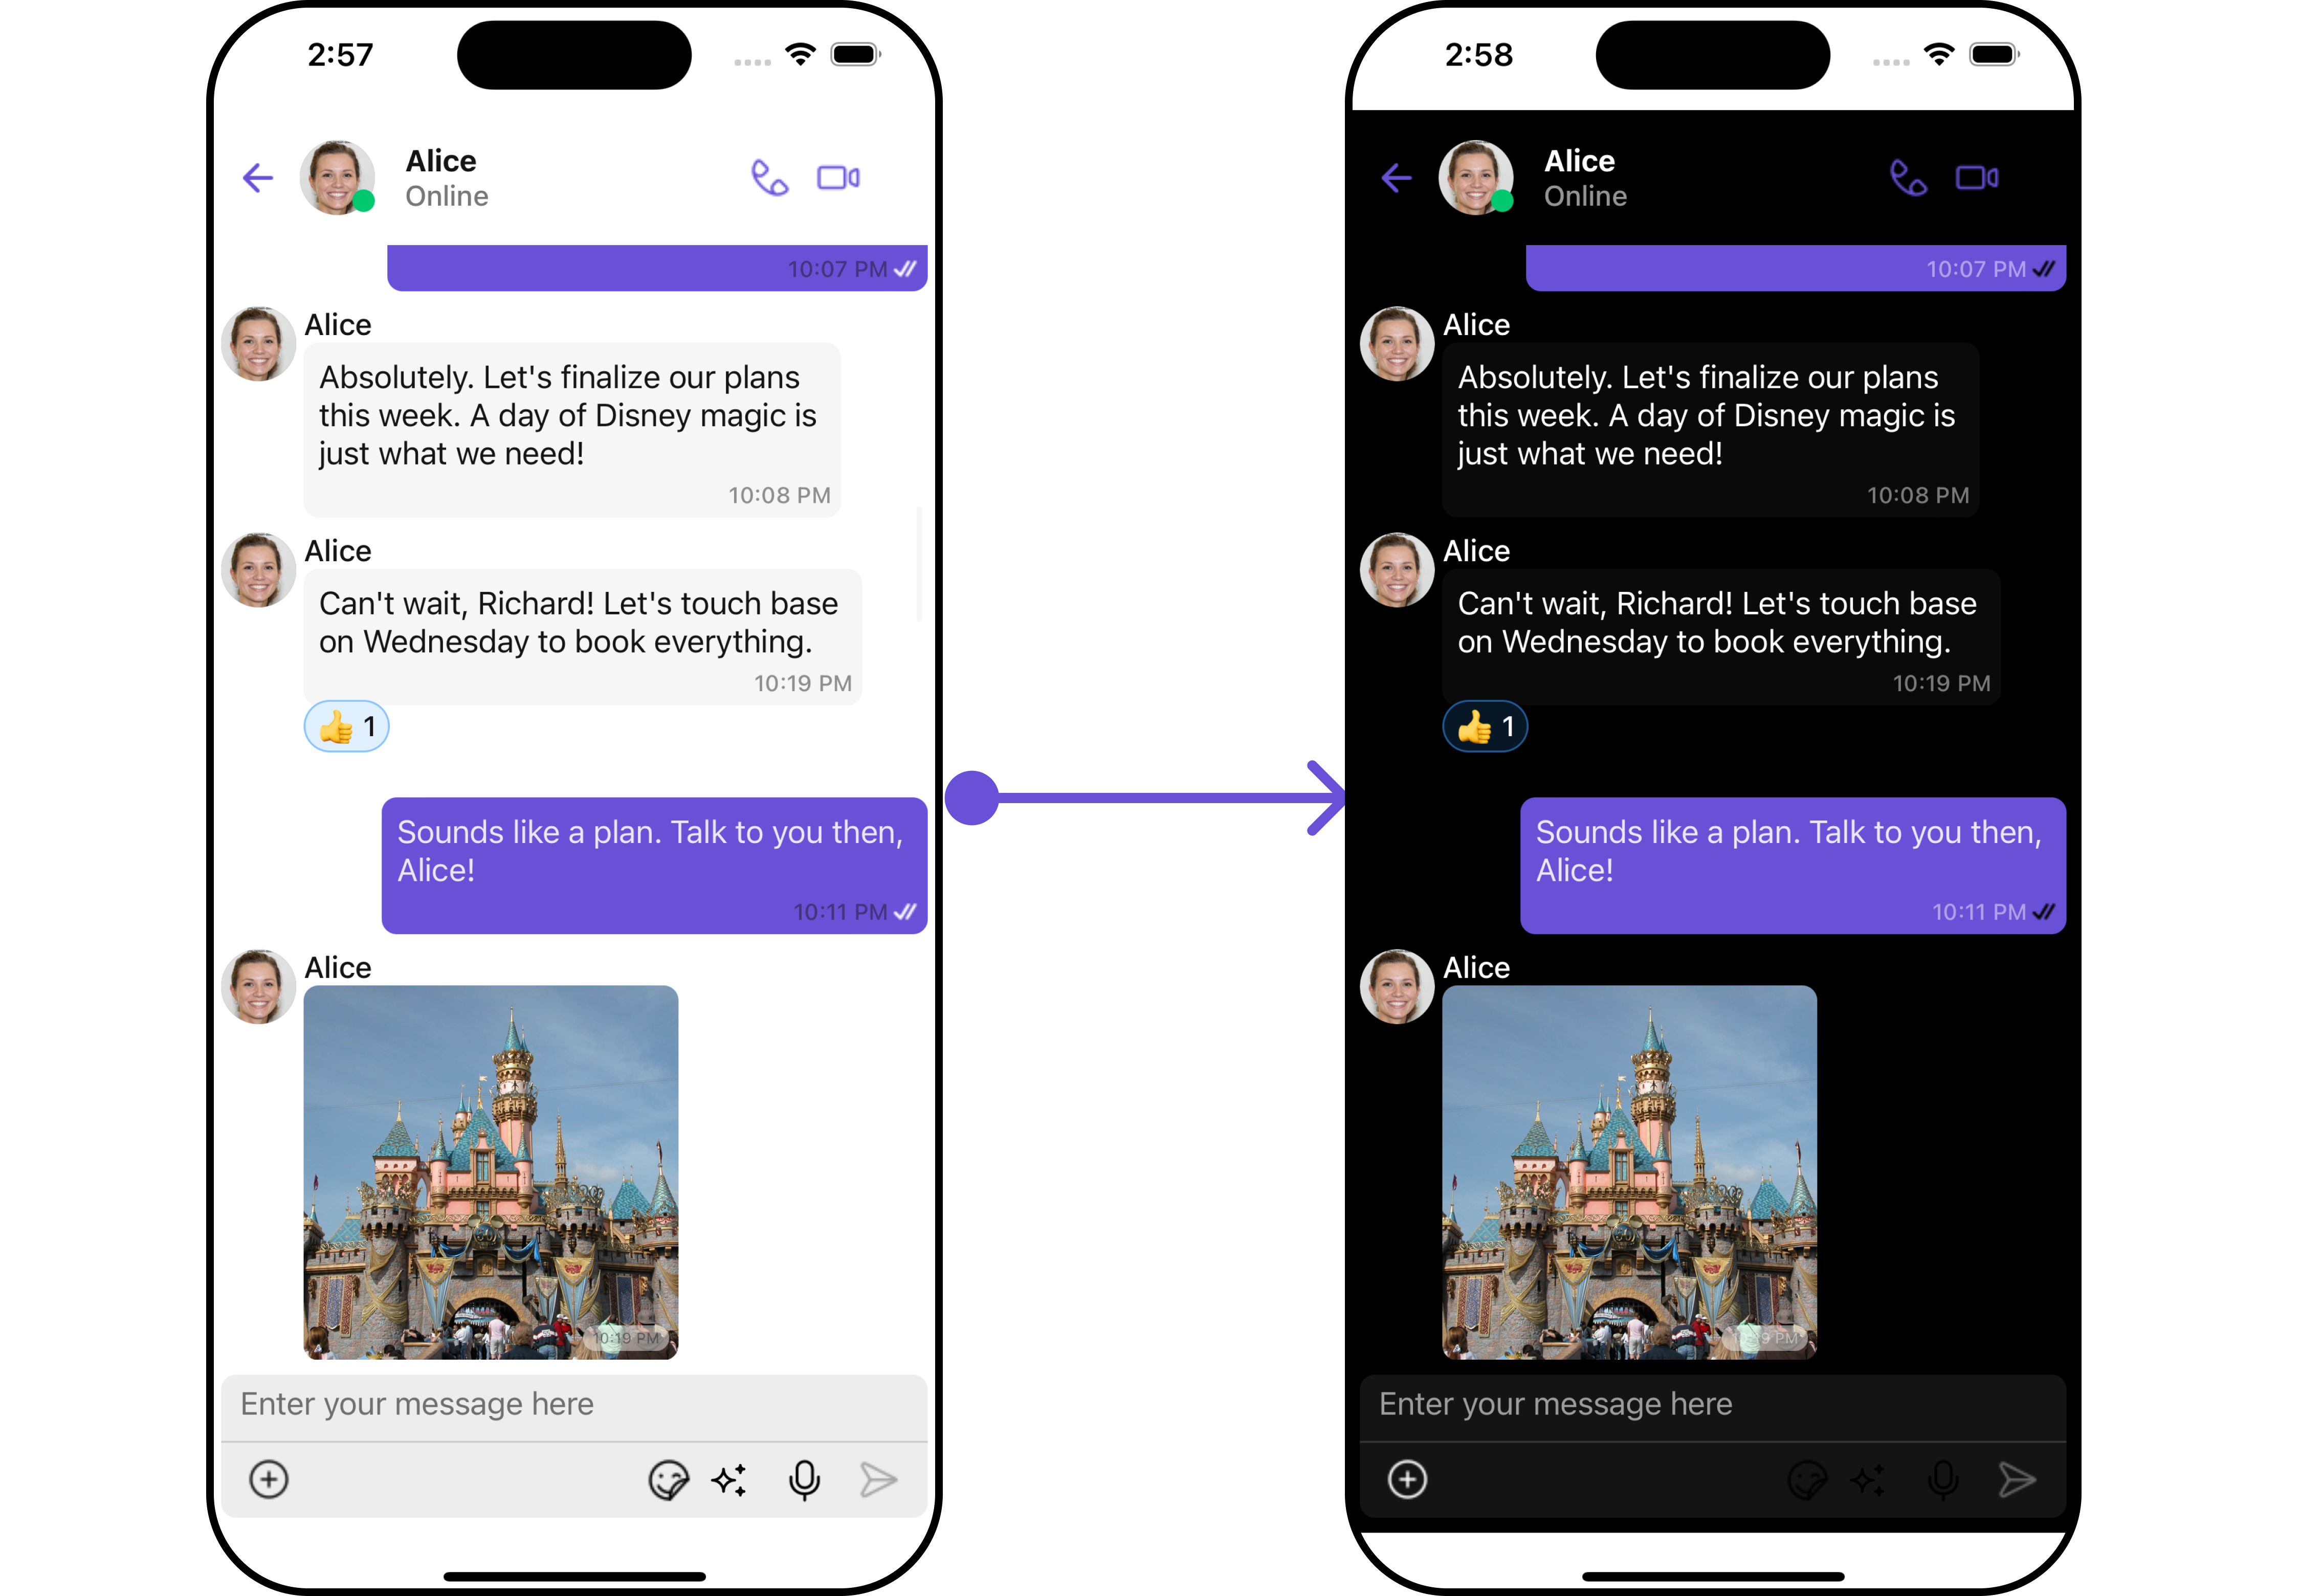 2:57
Alice
Online
10:07 PM
Alice
Absolutely. Let's finalize our plans
this week. A day of Disney magic is
just what we need!
10:08 PM
Alice
Can't wait, Richard! Let's touch base
on Wednesday to book everything.
10:19 PM
👍 1
Sounds like a plan. Talk to you then,
Alice!
10:11 PM
Alice
10:19 PM
Enter your message here
2:58
Alice
Online
10:07 PM
Alice
Absolutely. Let's finalize our plans
this week. A day of Disney magic is
just what we need!
10:08 PM
Alice
Can't wait, Richard! Let's touch base
on Wednesday to book everything.
10:19 PM
👍 1
Sounds like a plan. Talk to you then,
Alice!
10:11 PM
Alice
PM
Enter your message here